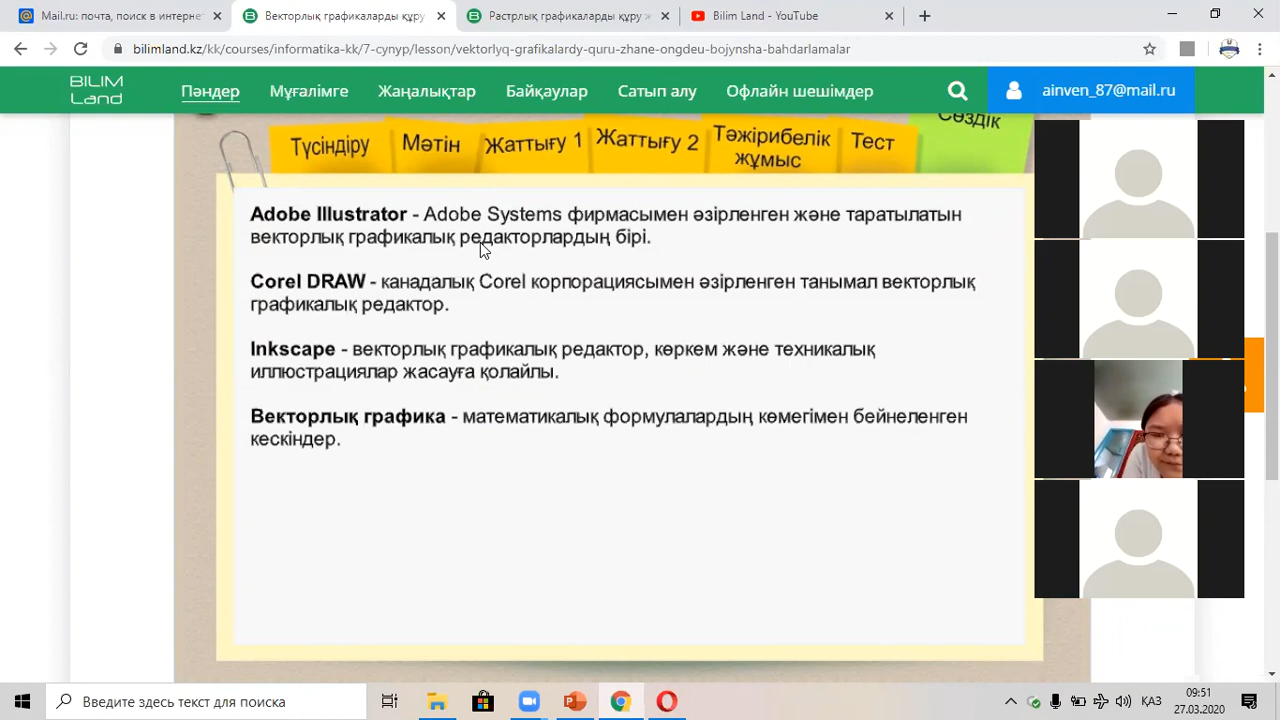 Mail.ru: почта, поиск в интернет
Векторлық графикаларды құру
Растрлық графикаларды құру ж
Bilim Land - YouTube
bilimland.kz/kk/courses/informatika-kk/7-cynyp/lesson/vektorlyq-grafikalardy-quru-zhane-ongdeu-bojynsha-bahdarlamalar
BILIM
Land
Пәндер
Мұғалімге
Жаңалықтар
Байқаулар
Сатып алу
Офлайн шешімдер
ainven_87@mail.ru
Түсіндіру
Мәтін
Жаттығу 1
Жаттығу 2
Тәжірибелік
жұмыс
Тест
Сөздік
Adobe Illustrator - Adobe Systems фирмасымен әзірленген және таратылатын
векторлық графикалық редакторлардың бірі.
Corel DRAW - канадалық Corel корпорациясымен әзірленген танымал векторлық
графикалық редактор.
Inkscape - векторлық графикалық редактор, көркем және техникалық
иллюстрациялар жасауға қолайлы.
Векторлық графика - математикалық формулалардың көмегімен бейнеленген
кескіндер.
Введите здесь текст для поиска
ҚАЗ
09:51
27.03.2020